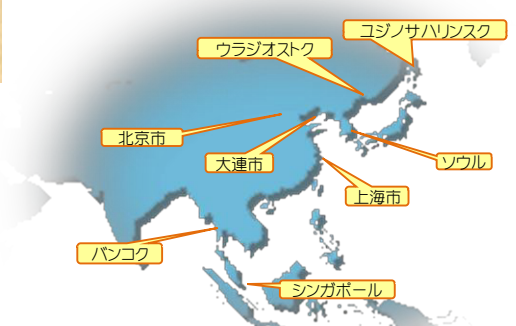 ユジノサハリンスク
ウラジオストク
北京市
大連市
ソウル
上海市
バンコク
シンガポール